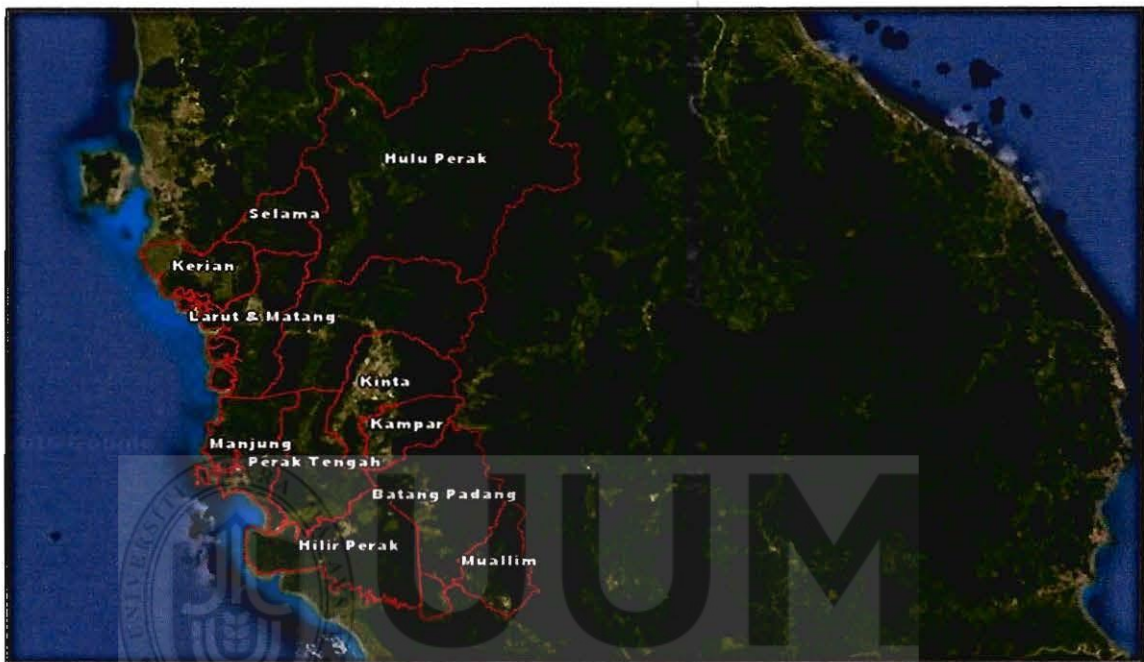 Hulu Perak
Selama
Kerian
Larut & Matang
Kinta
Kampar
Manjung
Perak Tengah
Batang Padang
Hilir Perak
Muallim
UUM